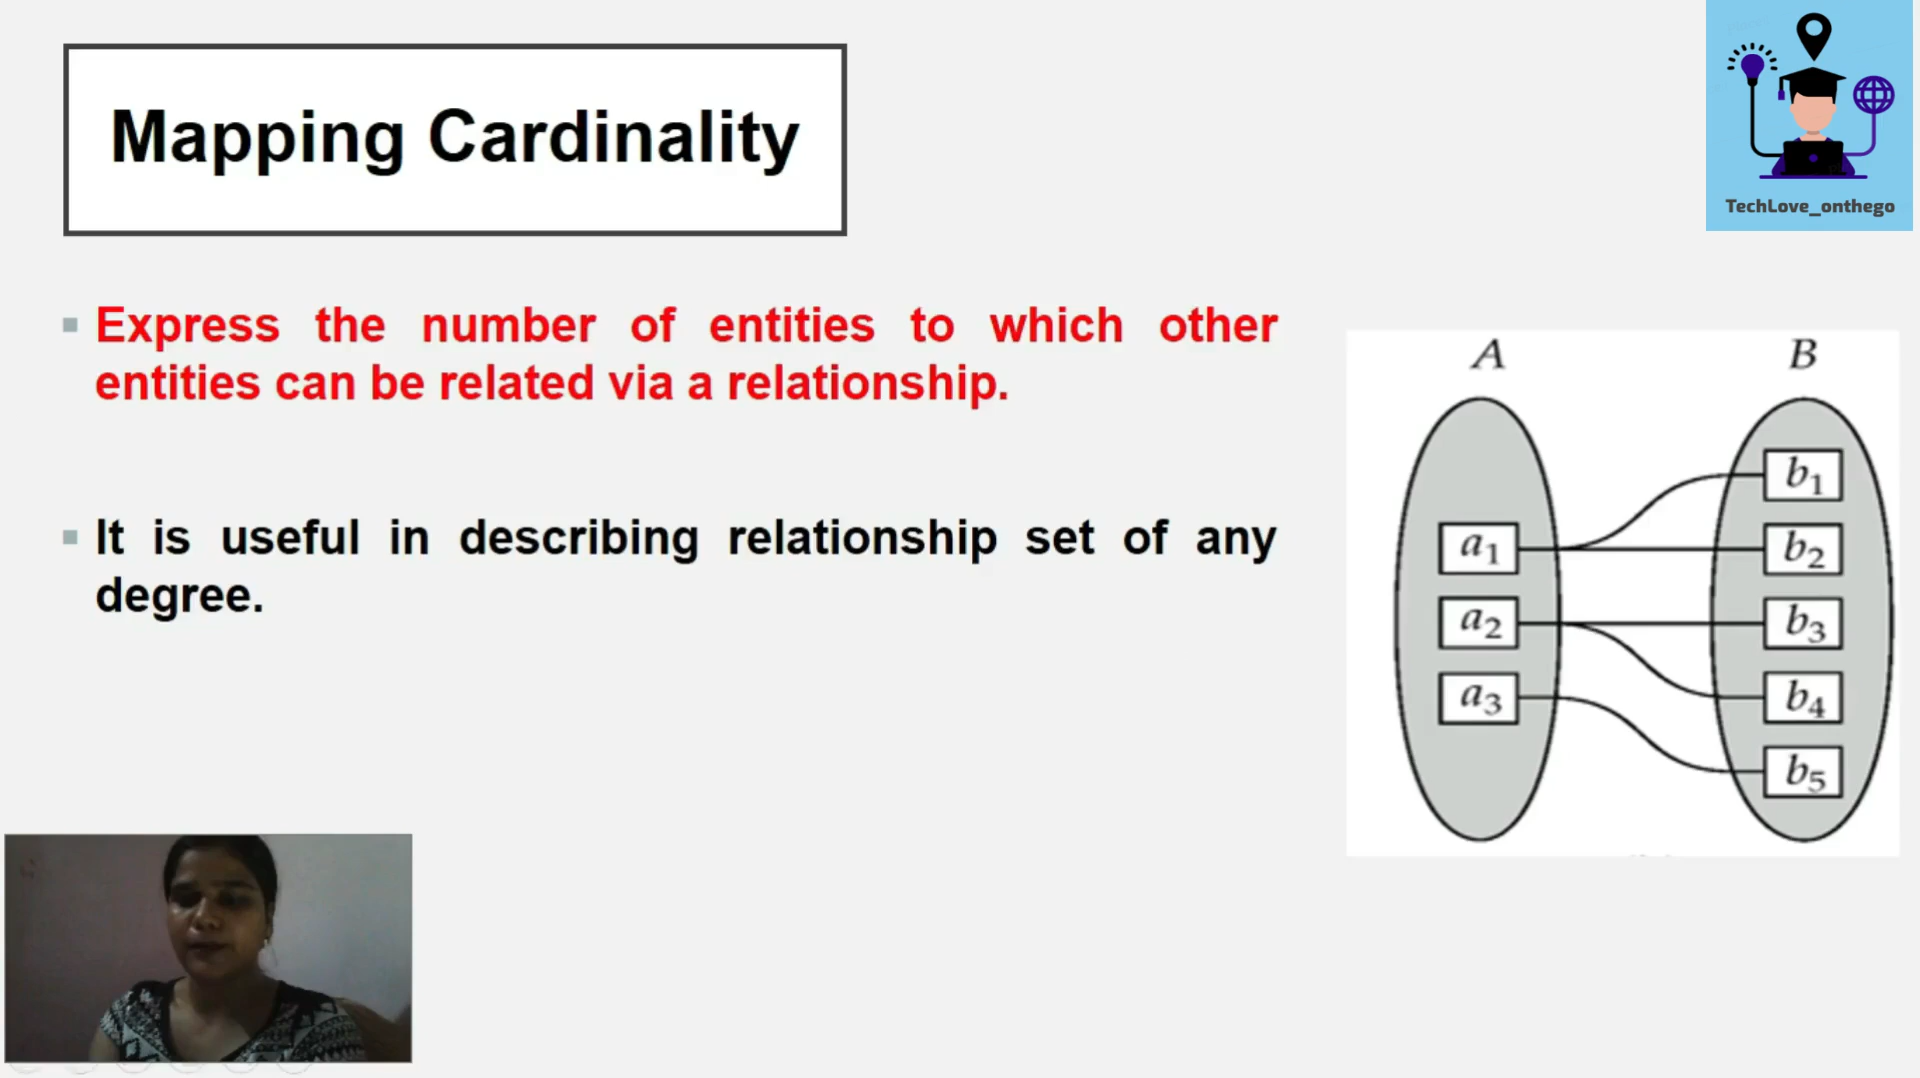 Mapping Cardinality
TechLove_onthego
Express the number of entities to which other
entities can be related via a relationship.
It is useful in describing relationship set of any
degree.
A B
b1
a1 b2
a2 b3
a3 b4
b5